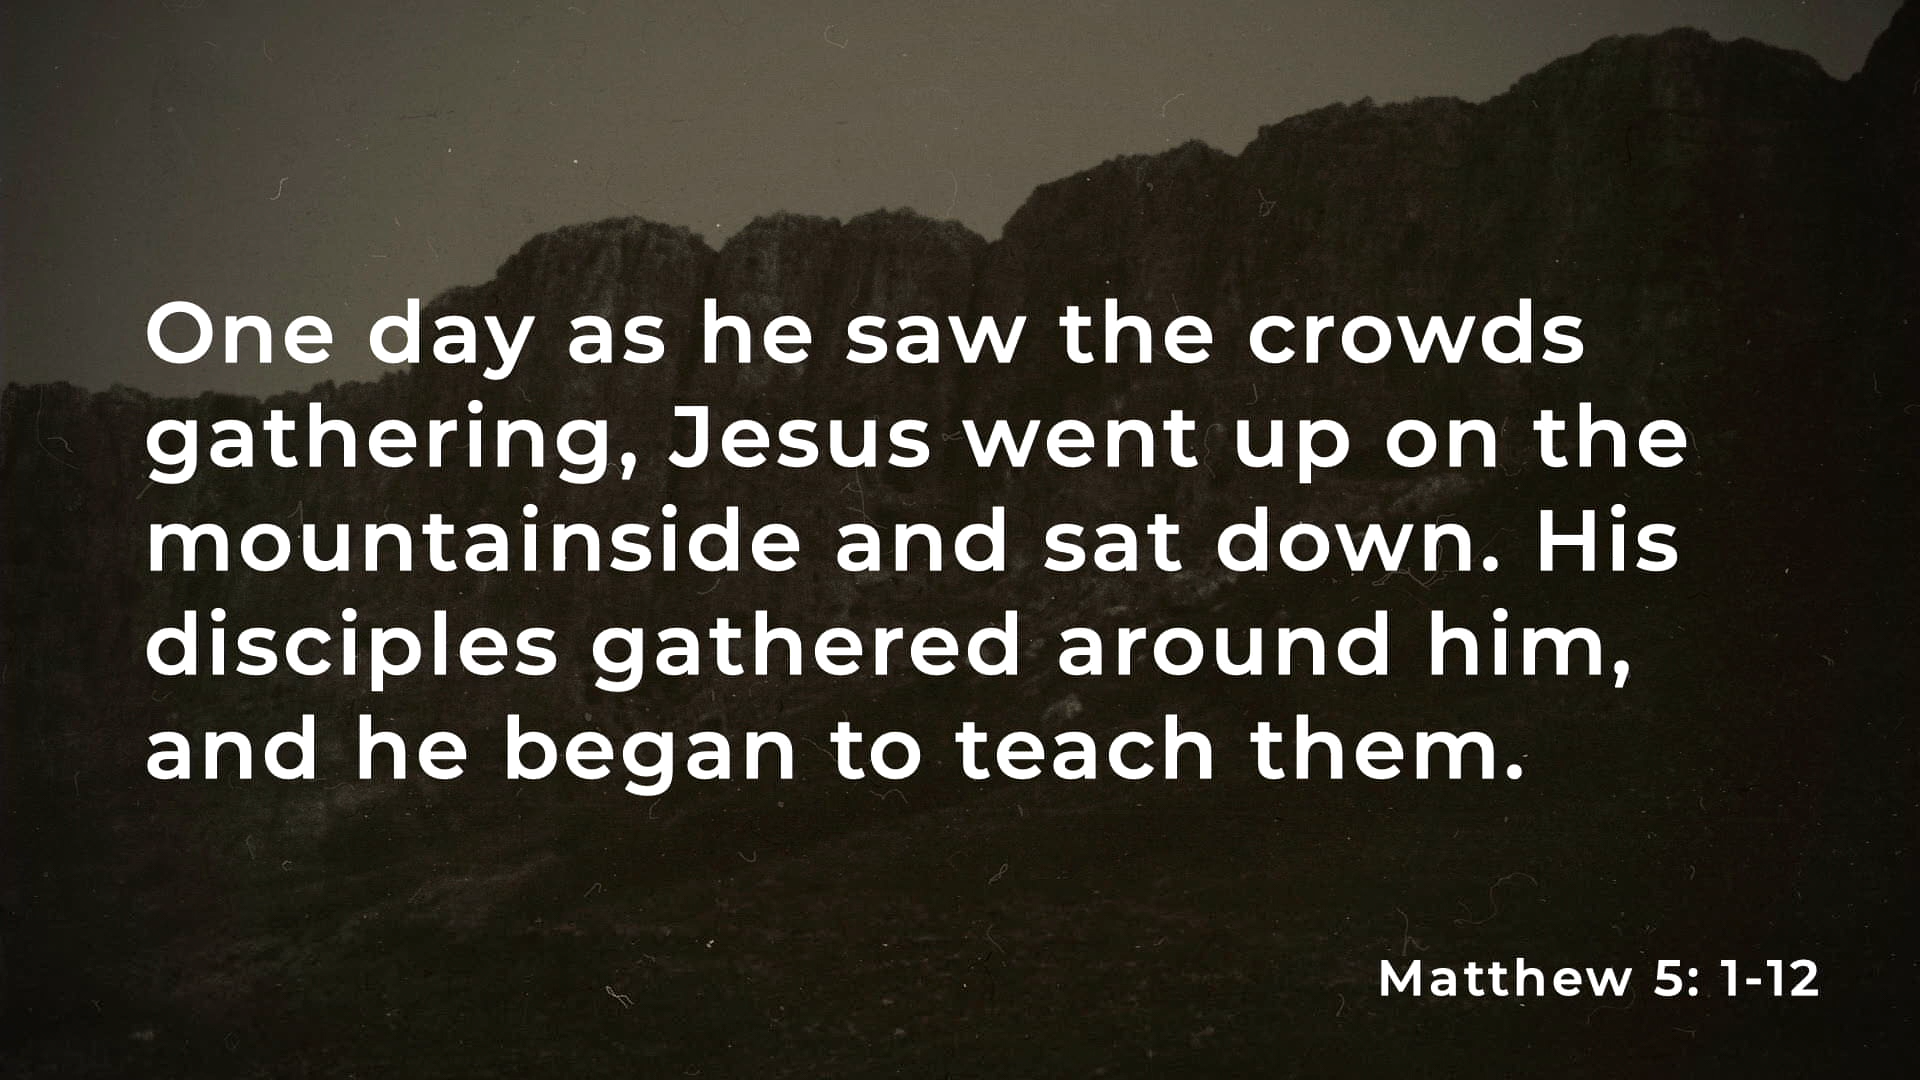 One day as he saw the crowds
gathering, Jesus went up on the
mountainside and sat down. His
disciples gathered around him,
and he began to teach them.
Matthew 5: 1-12